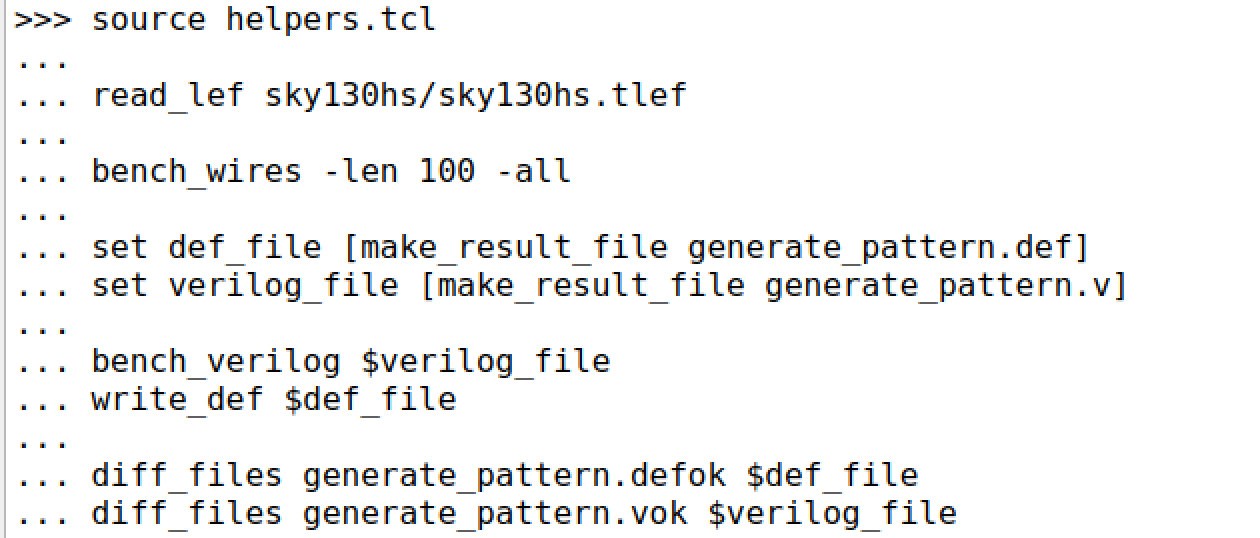 >>> source helpers.tcl
...
... read_lef sky130hs/sky130hs.tlef
...
... bench_wires -len 100 -all
...
... set def_file [make_result_file generate_pattern.def]
... set verilog_file [make_result_file generate_pattern.v]
...
... bench_verilog $verilog_file
... write_def $def_file
...
... diff_files generate_pattern.defok $def_file
... diff_files generate_pattern.vok $verilog_file